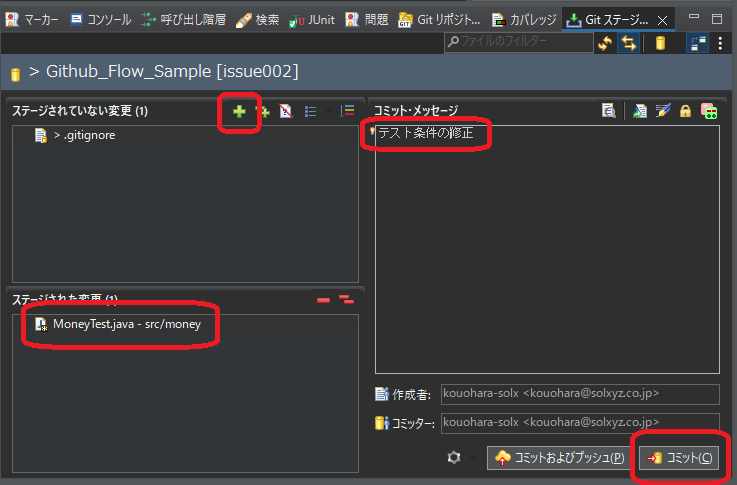 マーカー コンソール 呼び出し階層 検索 JUnit 問題 Git リポジト... カバレッジ Git ステージ...
ファイルのフィルター
> Github_Flow_Sample [issue002]
ステージされていない変更 (1)
> .gitignore
ステージされた変更 (1)
MoneyTest.java - src/money
コミット・メッセージ
テスト条件の修正
作成者: kouohara-solx <kouohara@solxyz.co.jp>
コミッター: kouohara-solx <kouohara@solxyz.co.jp>
コミットおよびプッシュ(P) コミット(C)